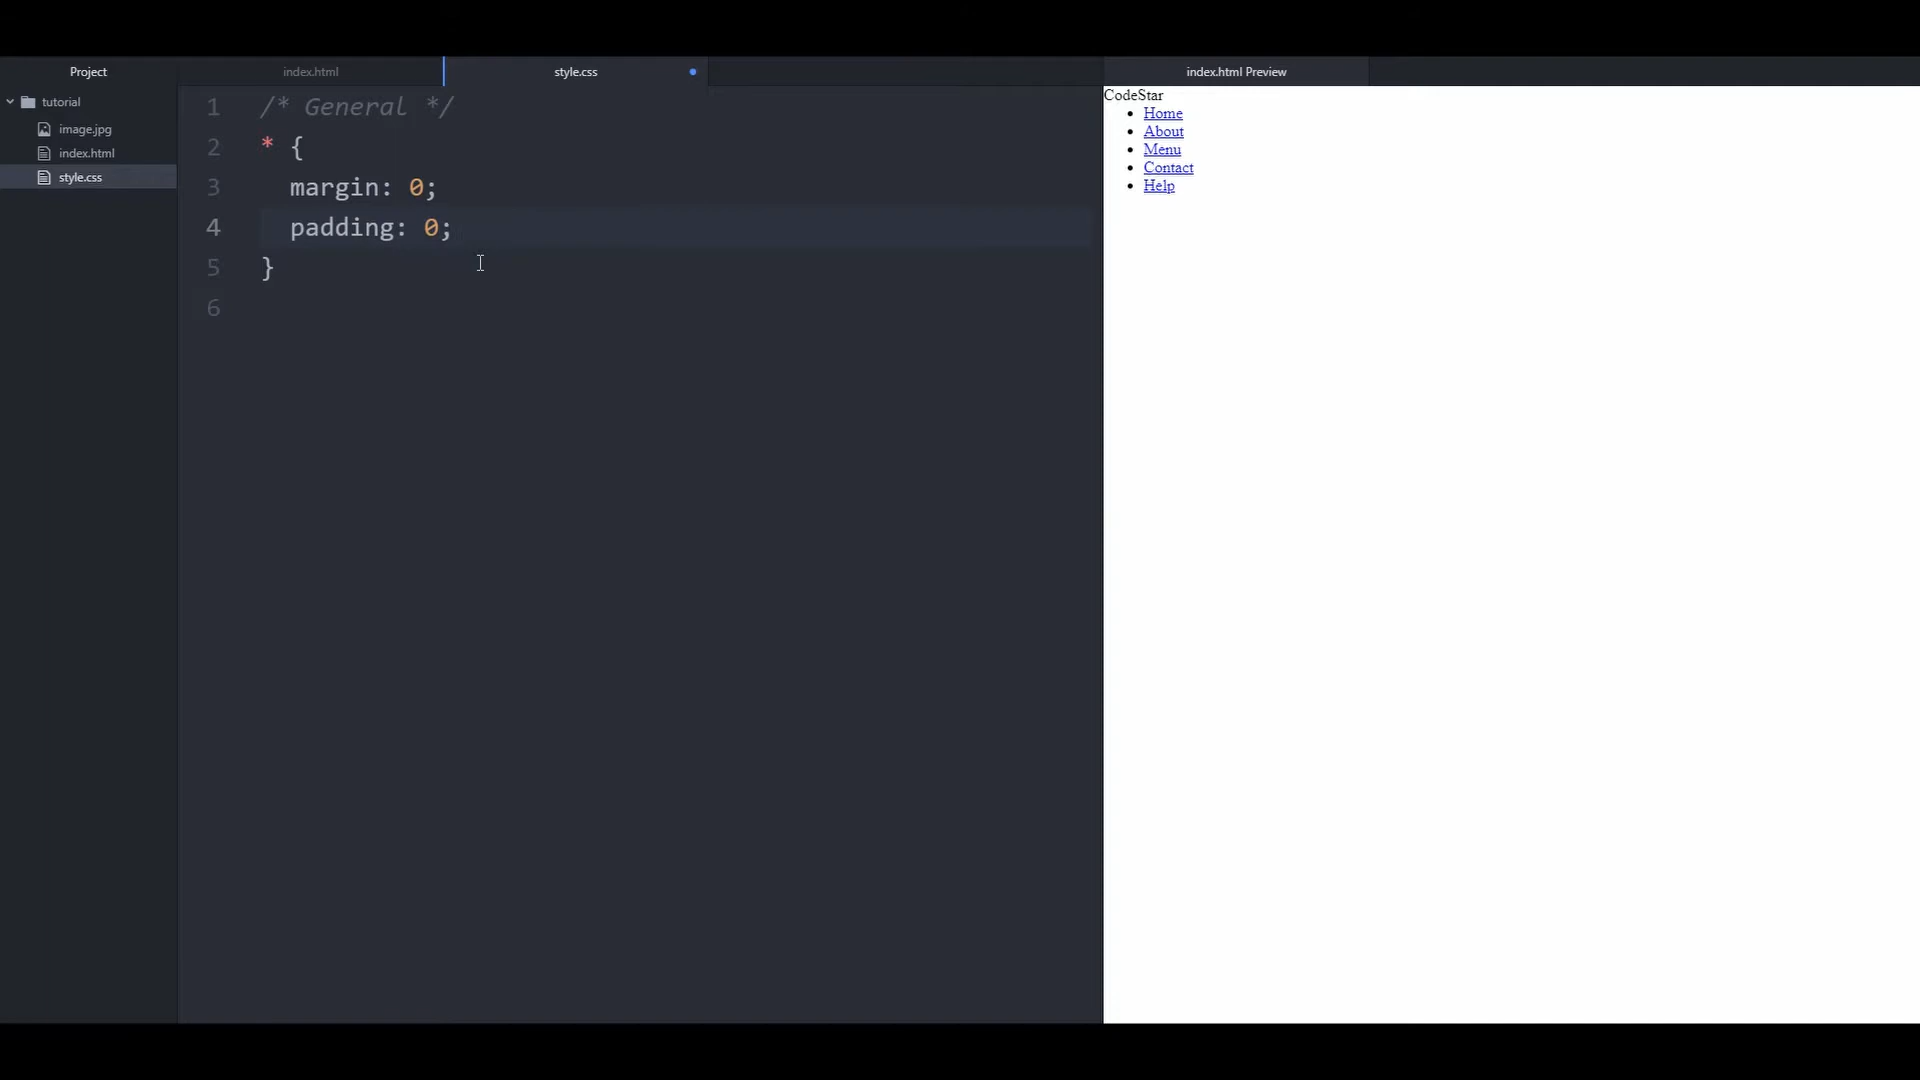 Project
tutorial
image.jpg
index.html
style.css
index.html
style.css
1 /* General */
2 * {
3 margin: 0;
4 padding: 0;
5 }
6
index.html Preview
CodeStar
Home
About
Menu
Contact
Help